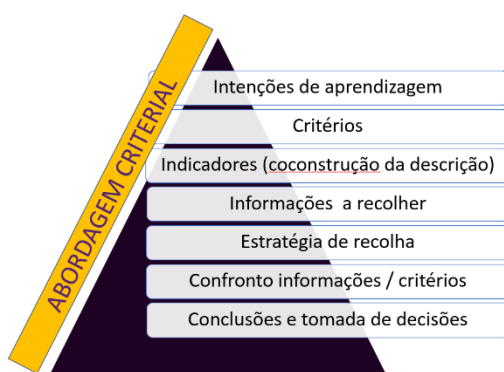 ABORDAGEM CRITERIAL
Intenções de aprendizagem
Critérios
Indicadores (coconstrução da descrição)
Informações a recolher
Estratégia de recolha
Confronto informações / critérios
Conclusões e tomada de decisões